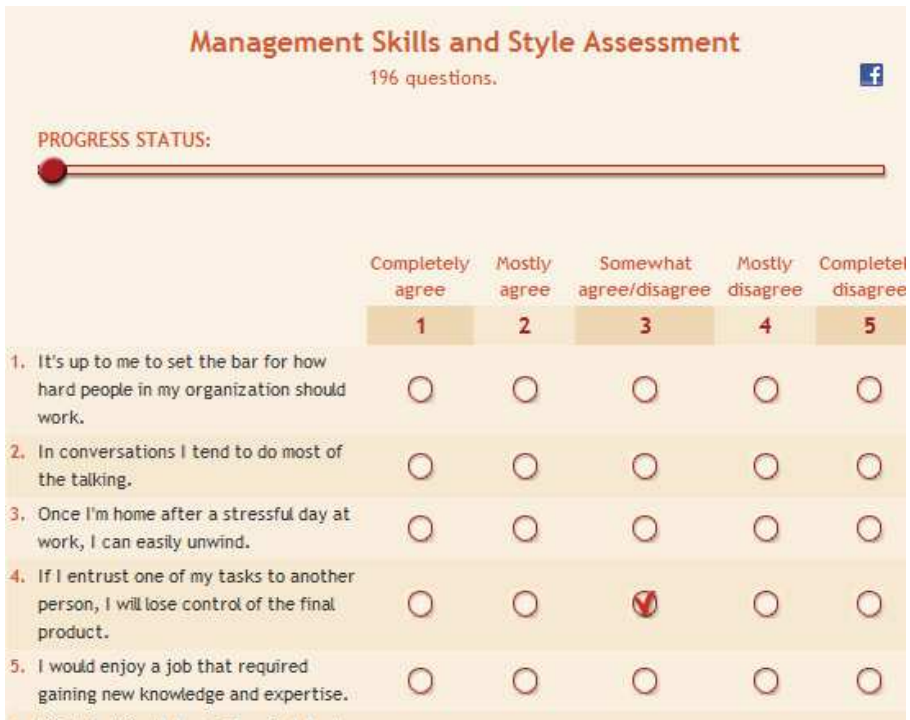 Management Skills and Style Assessment
196 questions.
f
PROGRESS STATUS:
Completely Mostly Somewhat Mostly Completel
agree agree agree/disagree disagree disagree
1 2 3 4 5
1. It's up to me to set the bar for how
hard people in my organization should
work.
2. In conversations I tend to do most of
the talking.
3. Once I'm home after a stressful day at
work, I can easily unwind.
4. If I entrust one of my tasks to another
person, I will lose control of the final
product.
5. I would enjoy a job that required
gaining new knowledge and expertise.